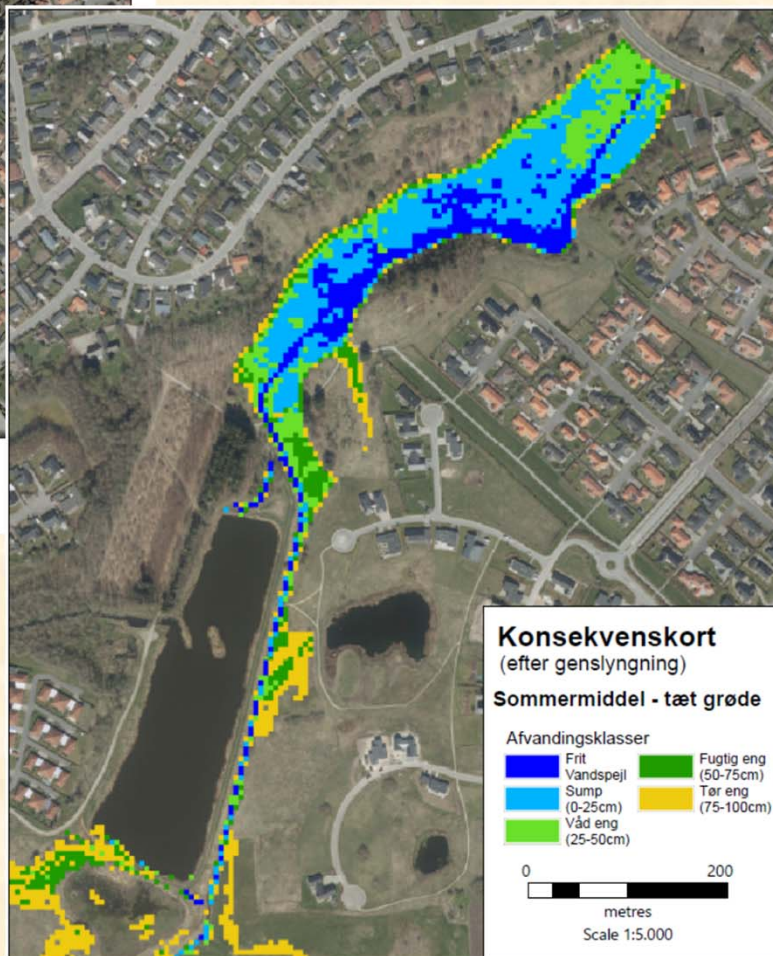 Konsekvenskort
(efter genslyngning)
Sommermiddel - tæt grøde
Afvandingsklasser
Frit
Vandspejl
Sump
(0-25cm)
Våd eng
(25-50cm)
Fugtig eng
(50-75cm)
Tør eng
(75-100cm)
0 200
metres
Scale 1:5.000